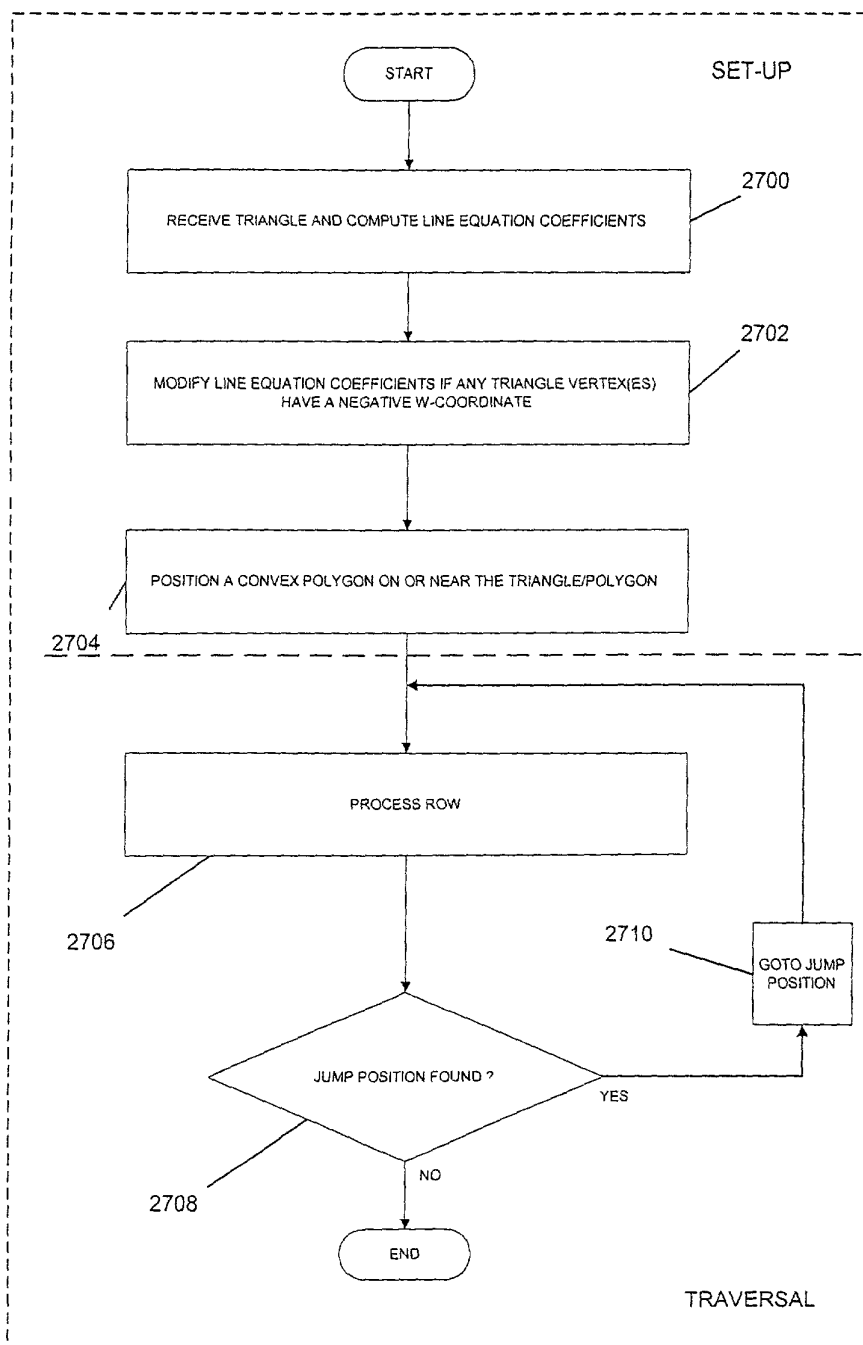 START
SET-UP
2700
RECEIVE TRIANGLE AND COMPUTE LINE EQUATION COEFFICIENTS
2702
MODIFY LINE EQUATION COEFFICIENTS IF ANY TRIANGLE VERTEX(ES)
HAVE A NEGATIVE W-COORDINATE
POSITION A CONVEX POLYGON ON OR NEAR THE TRIANGLE/POLYGON
2704
PROCESS ROW
2706
2710
GOTO JUMP
POSITION
JUMP POSITION FOUND ?
YES
NO
2708
END
TRAVERSAL